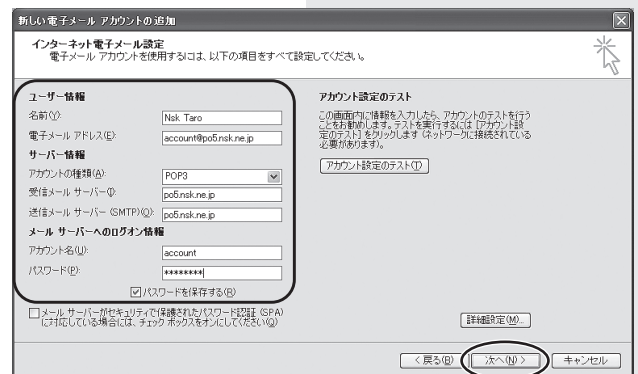 新しい電子メール アカウントの追加
インターネット電子メール設定
電子メール アカウントを使用するには、以下の項目をすべて設定してください。
ユーザー情報
名前(Y):
Nsk Taro
電子メール アドレス(E):
account@po5.nsk.ne.jp
サーバー情報
アカウントの種類(A):
POP3
受信メール サーバー(I):
po5.nsk.ne.jp
送信メール サーバー (SMTP)(O):
po5.nsk.ne.jp
メール サーバーへのログオン情報
アカウント名(U):
account
パスワード(P):
********
パスワードを保存する(R)
メール サーバーがセキュリティで保護されたパスワード認証 (SPA)
に対応している場合には、チェック ボックスをオンにしてください(Q)
アカウント設定のテスト
この画面内に情報を入力したら、アカウントのテストを行う
ことをお勧めします。テストを実行するには [アカウント設
定のテスト] をクリックします (ネットワークに接続されている
必要があります)。
アカウント設定のテスト(T)
詳細設定(M)...
< 戻る(B)
次へ(N) >
キャンセル